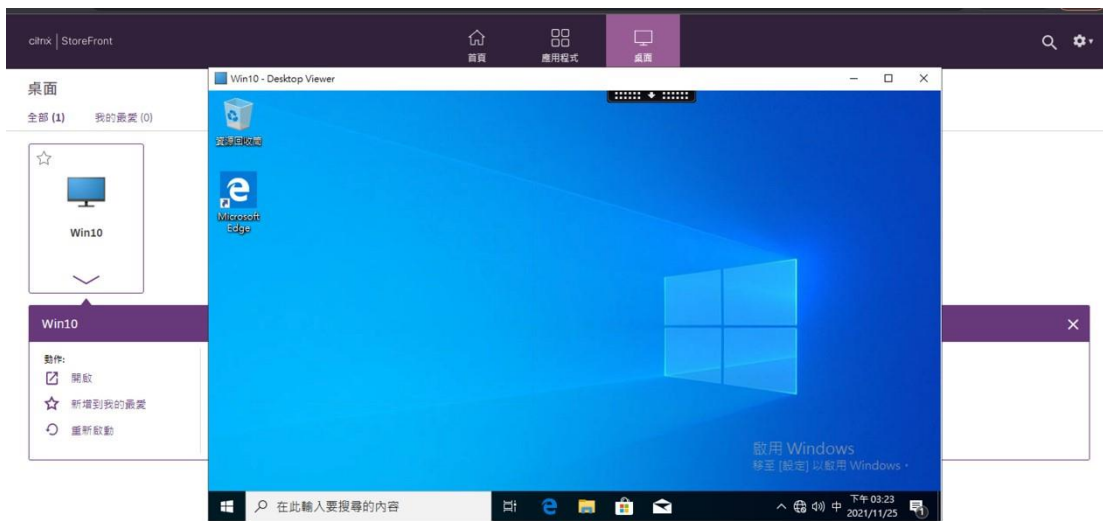 citrix | StoreFront
首頁
應用程式
桌面
桌面
全部 (1) 我的最愛 (0)
Win10
Win10
動作:
開啟
新增到我的最愛
重新啟動
Win10 - Desktop Viewer
資源回收筒
Microsoft
Edge
啟用 Windows
移至 [設定] 以啟用 Windows。
在此輸入要搜尋的內容
中
下午 03:23
2021/11/25
1